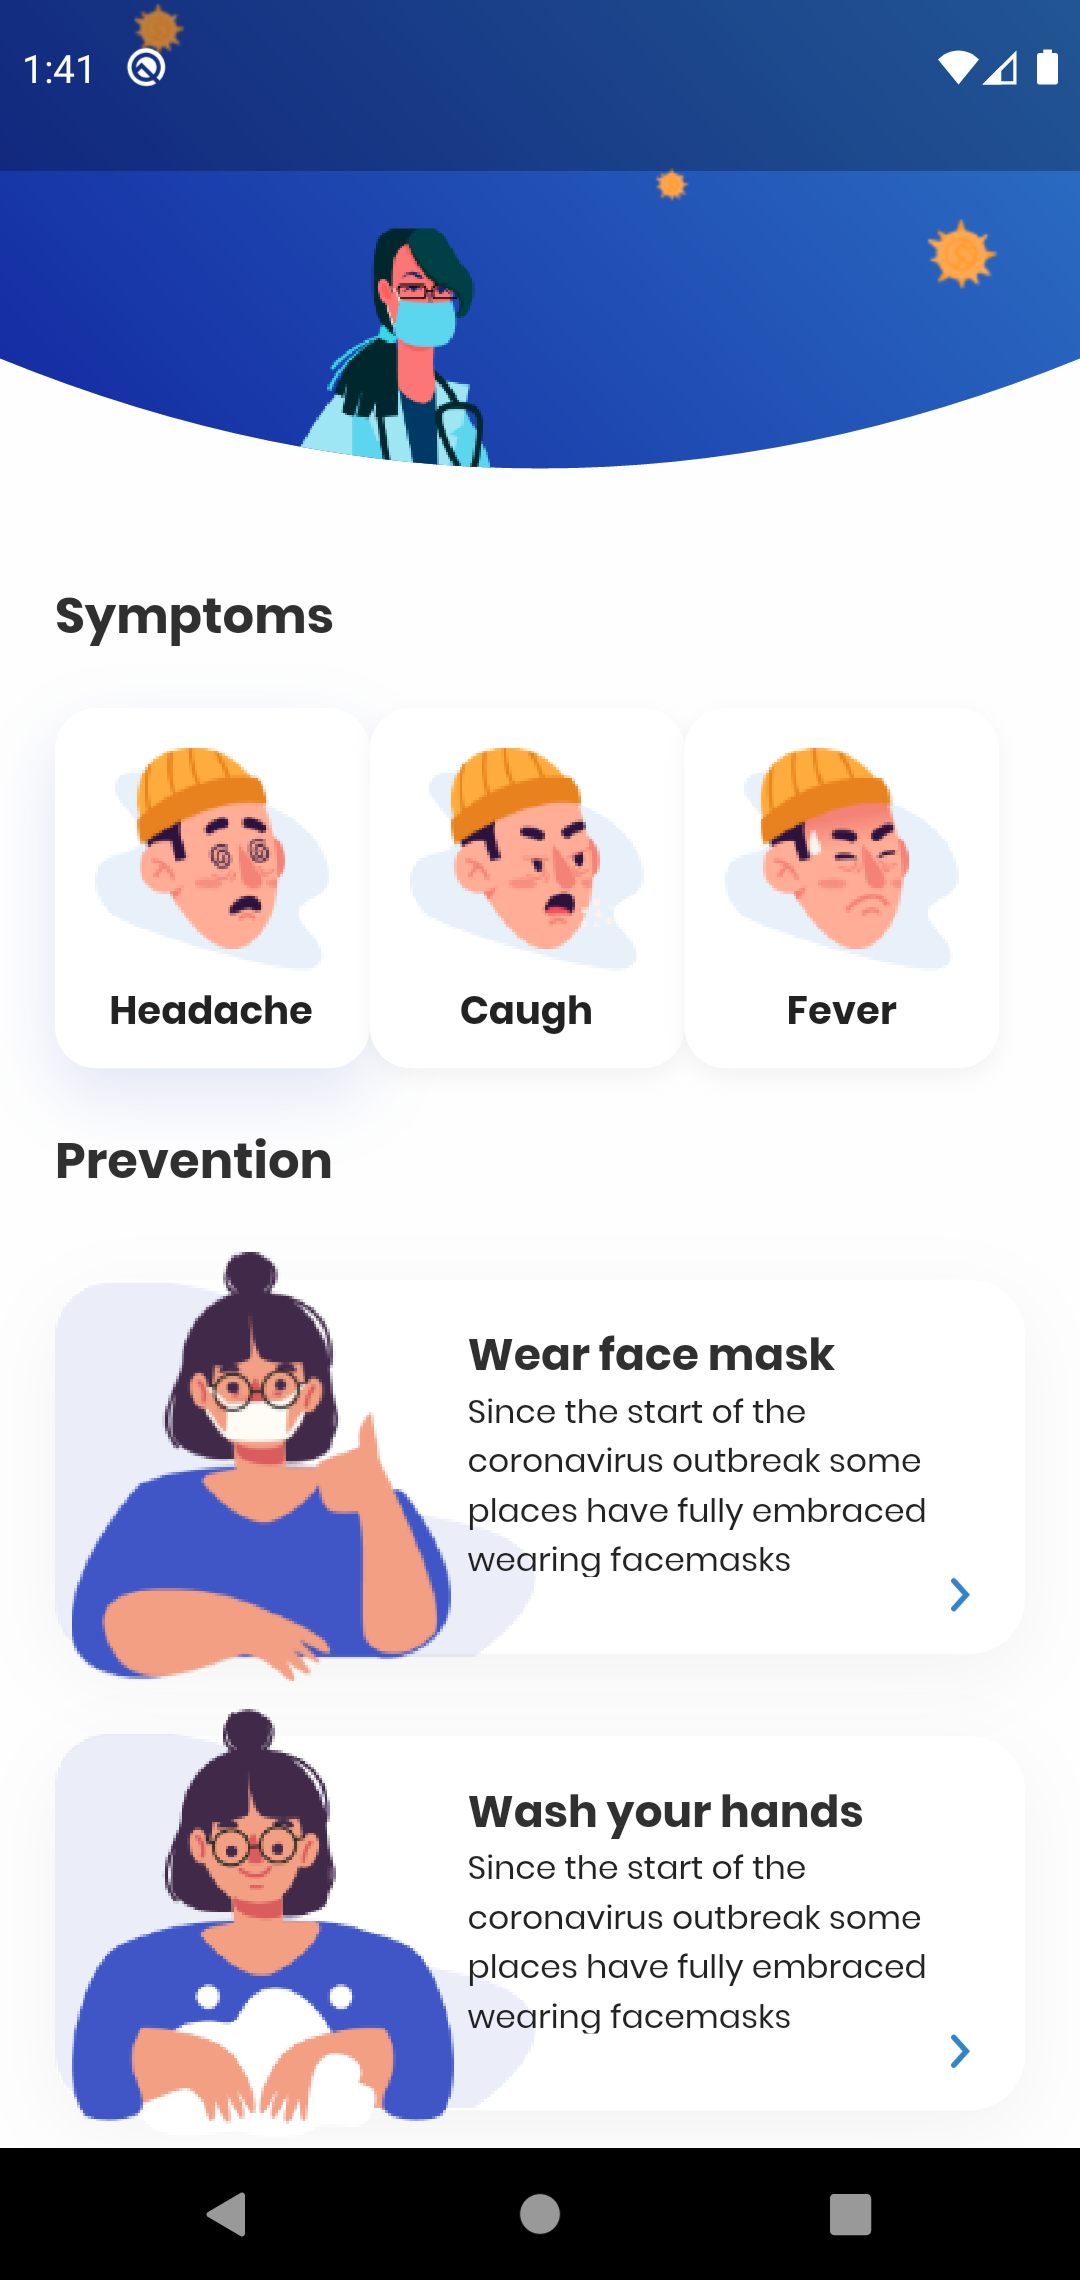 1:41
Symptoms
Headache
Caugh
Fever
Prevention
Wear face mask
Since the start of the
coronavirus outbreak some
places have fully embraced
wearing facemasks
Wash your hands
Since the start of the
coronavirus outbreak some
places have fully embraced
wearing facemasks